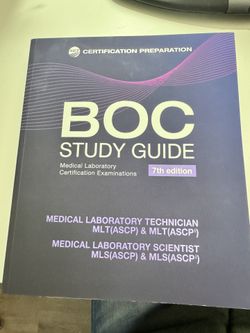 CERTIFICATION PREPARATION
BOC
STUDY GUIDE
Medical Laboratory
Certification Examinations
7th edition
MEDICAL LABORATORY TECHNICIAN
MLT(ASCP) & MLT(ASCPⁱ)
MEDICAL LABORATORY SCIENTIST
MLS(ASCP) & MLS(ASCPⁱ)